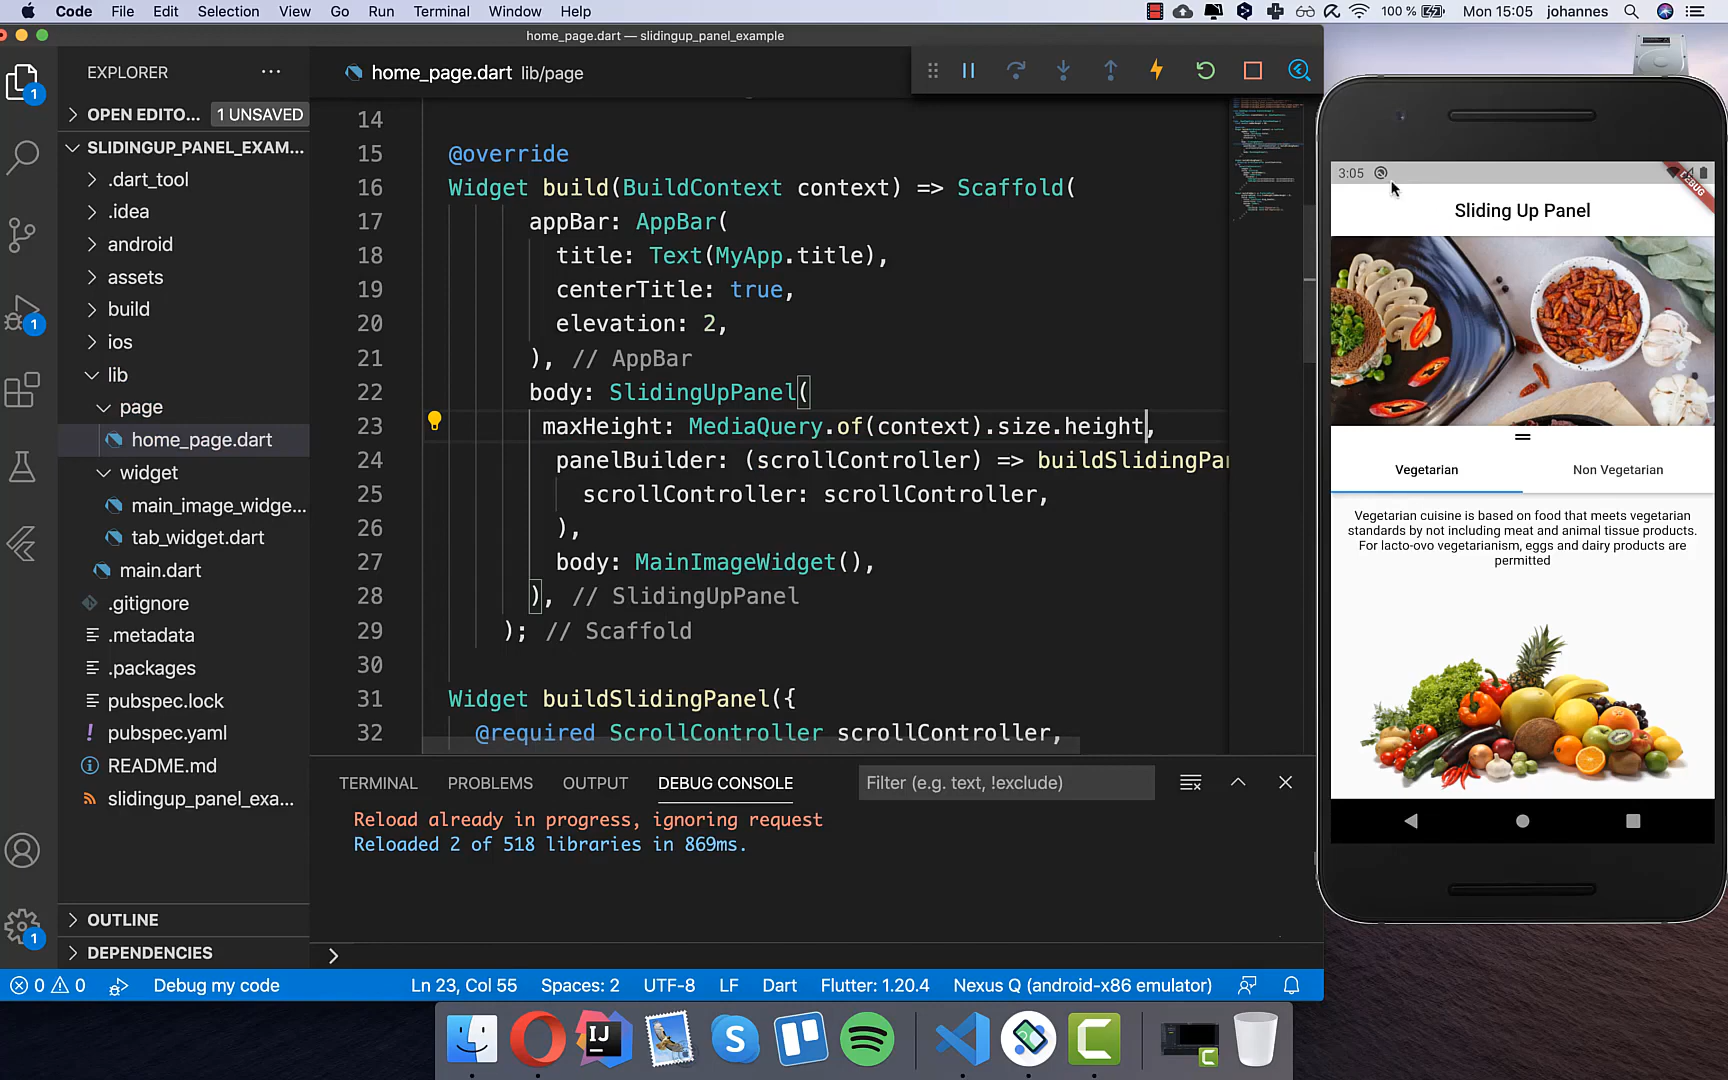 Code File Edit Selection View Go Run Terminal Window Help 100 % Mon 15:05 johannes
home_page.dart — slidingup_panel_example
EXPLORER
OPEN EDITO... 1 UNSAVED
SLIDINGUP_PANEL_EXAM...
.dart_tool
.idea
android
assets
build
ios
lib
page
home_page.dart
widget
main_image_widge...
tab_widget.dart
main.dart
.gitignore
.metadata
.packages
pubspec.lock
pubspec.yaml
README.md
slidingup_panel_exa...
OUTLINE
DEPENDENCIES
1
1
1
home_page.dart lib/page
14
15 @override
16 Widget build(BuildContext context) => Scaffold(
17 appBar: AppBar(
18 title: Text(MyApp.title),
19 centerTitle: true,
20 elevation: 2,
21 ), // AppBar
22 body: SlidingUpPanel(
23 maxHeight: MediaQuery.of(context).size.height,
24 panelBuilder: (scrollController) => buildSlidingPa
25 scrollController: scrollController,
26 ),
27 body: MainImageWidget(),
28 ), // SlidingUpPanel
29 ); // Scaffold
30
31 Widget buildSlidingPanel({
32 @required ScrollController scrollController,
TERMINAL PROBLEMS OUTPUT DEBUG CONSOLE Filter (e.g. text, !exclude)
Reload already in progress, ignoring request
Reloaded 2 of 518 libraries in 869ms.
0 0 Debug my code Ln 23, Col 55 Spaces: 2 UTF-8 LF Dart Flutter: 1.20.4 Nexus Q (android-x86 emulator)
3:05
DEBUG
Sliding Up Panel
Vegetarian Non Vegetarian
Vegetarian cuisine is based on food that meets vegetarian
standards by not including meat and animal tissue products.
For lacto-ovo vegetarianism, eggs and dairy products are
permitted